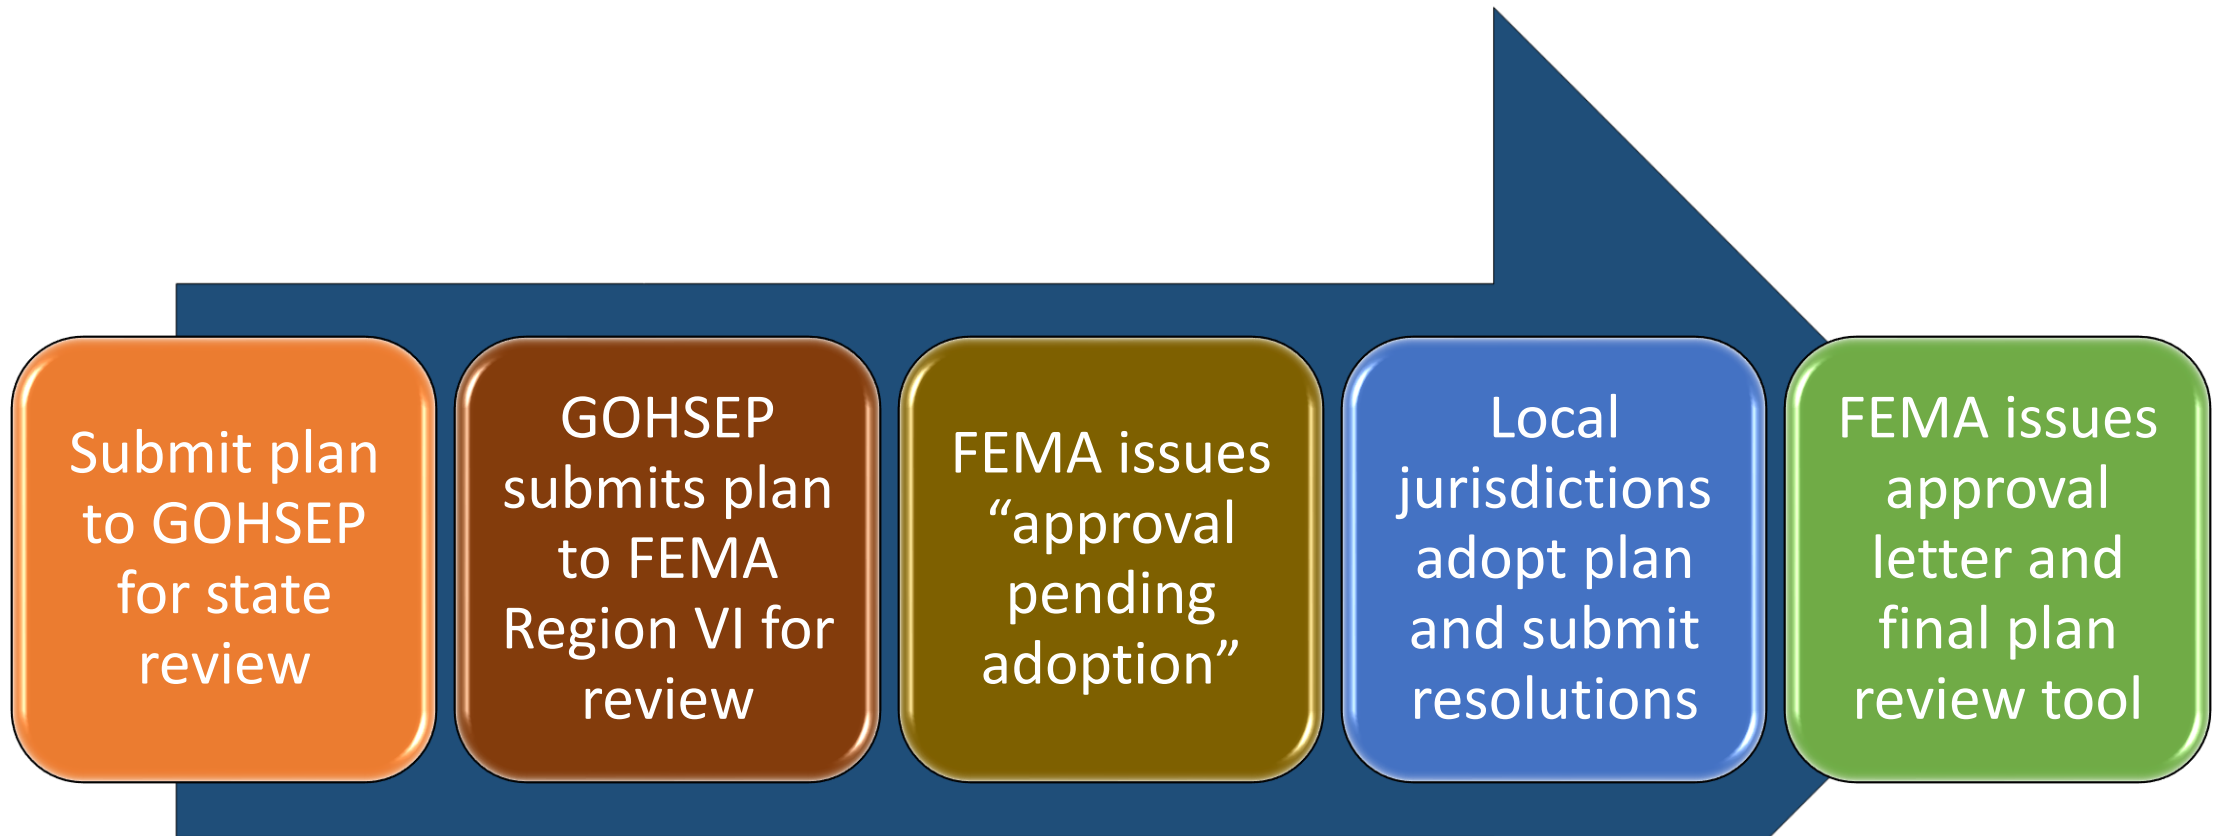 Submit plan
to GOHSEP
for state
review
GOHSEP
submits plan
to FEMA
Region VI for
review
FEMA issues
“approval
pending
adoption”
Local
jurisdictions
adopt plan
and submit
resolutions
FEMA issues
approval
letter and
final plan
review tool